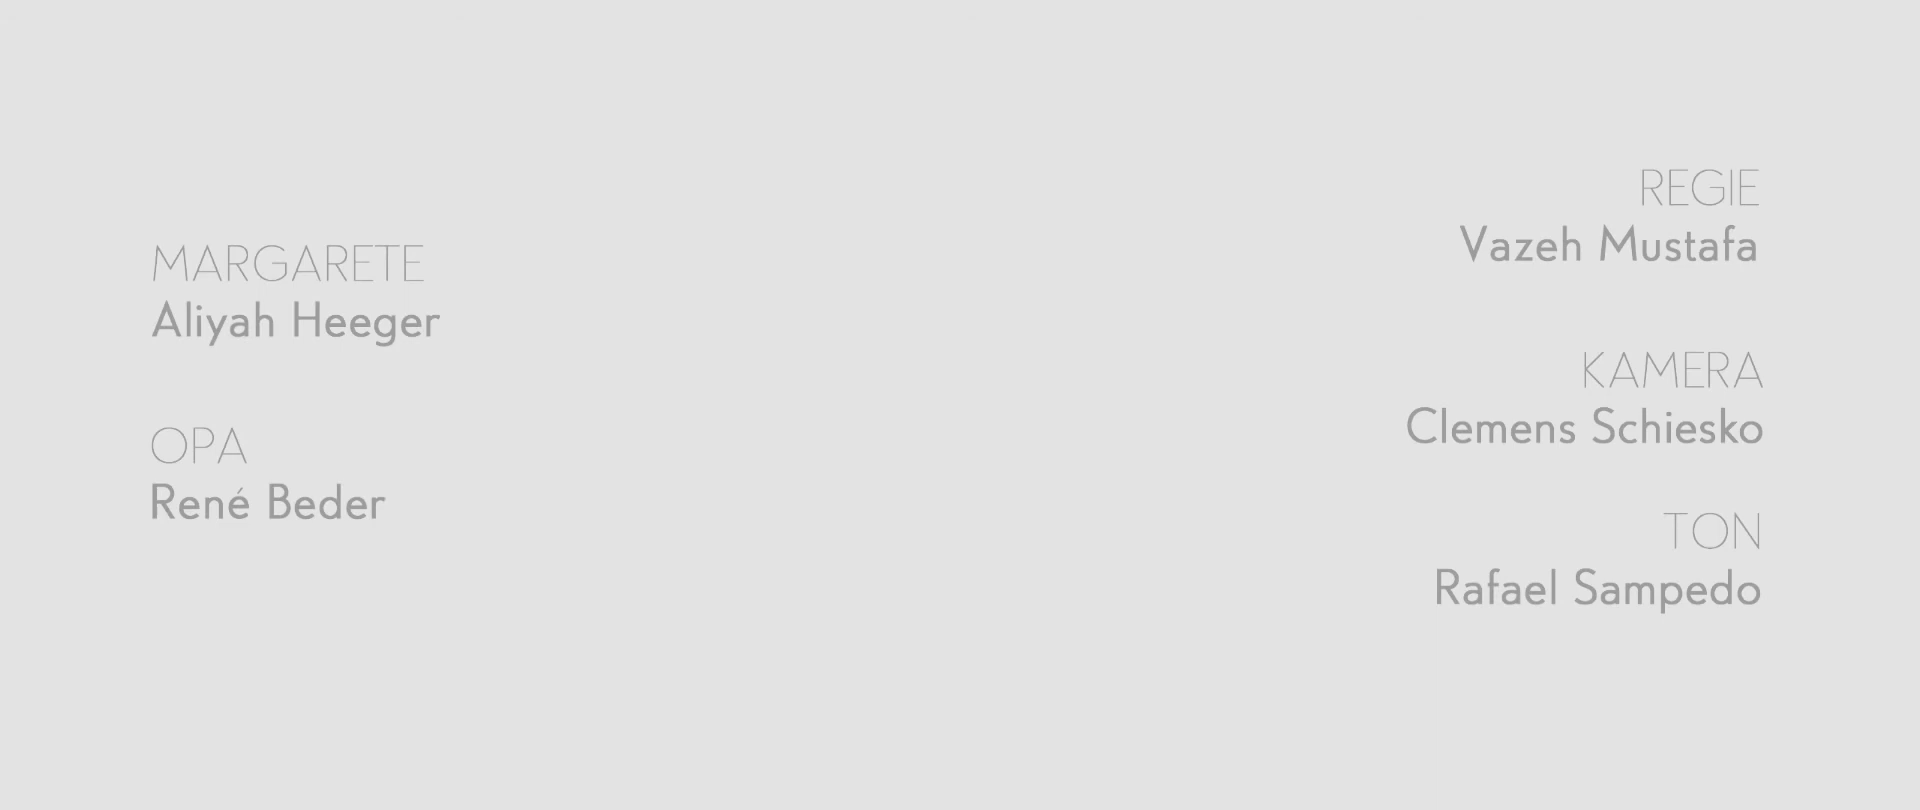 MARGARETE
Aliyah Heeger
OPA
René Beder
REGIE
Vazeh Mustafa
KAMERA
Clemens Schiesko
TON
Rafael Sampedo